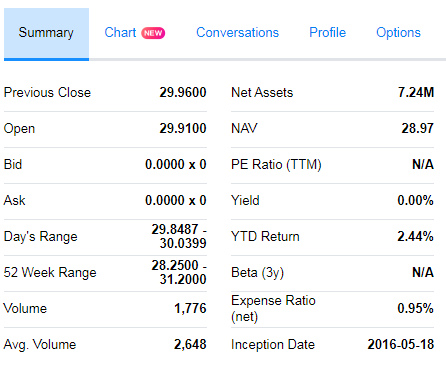 Summary Chart NEW Conversations Profile Options
Previous Close 29.9600
Open 29.9100
Bid 0.0000 x 0
Ask 0.0000 x 0
Day's Range 29.8487 -
30.0399
52 Week Range 28.2500 -
31.2000
Volume 1,776
Avg. Volume 2,648
Net Assets 7.24M
NAV 28.97
PE Ratio (TTM) N/A
Yield 0.00%
YTD Return 2.44%
Beta (3y) N/A
Expense Ratio
(net) 0.95%
Inception Date 2016-05-18